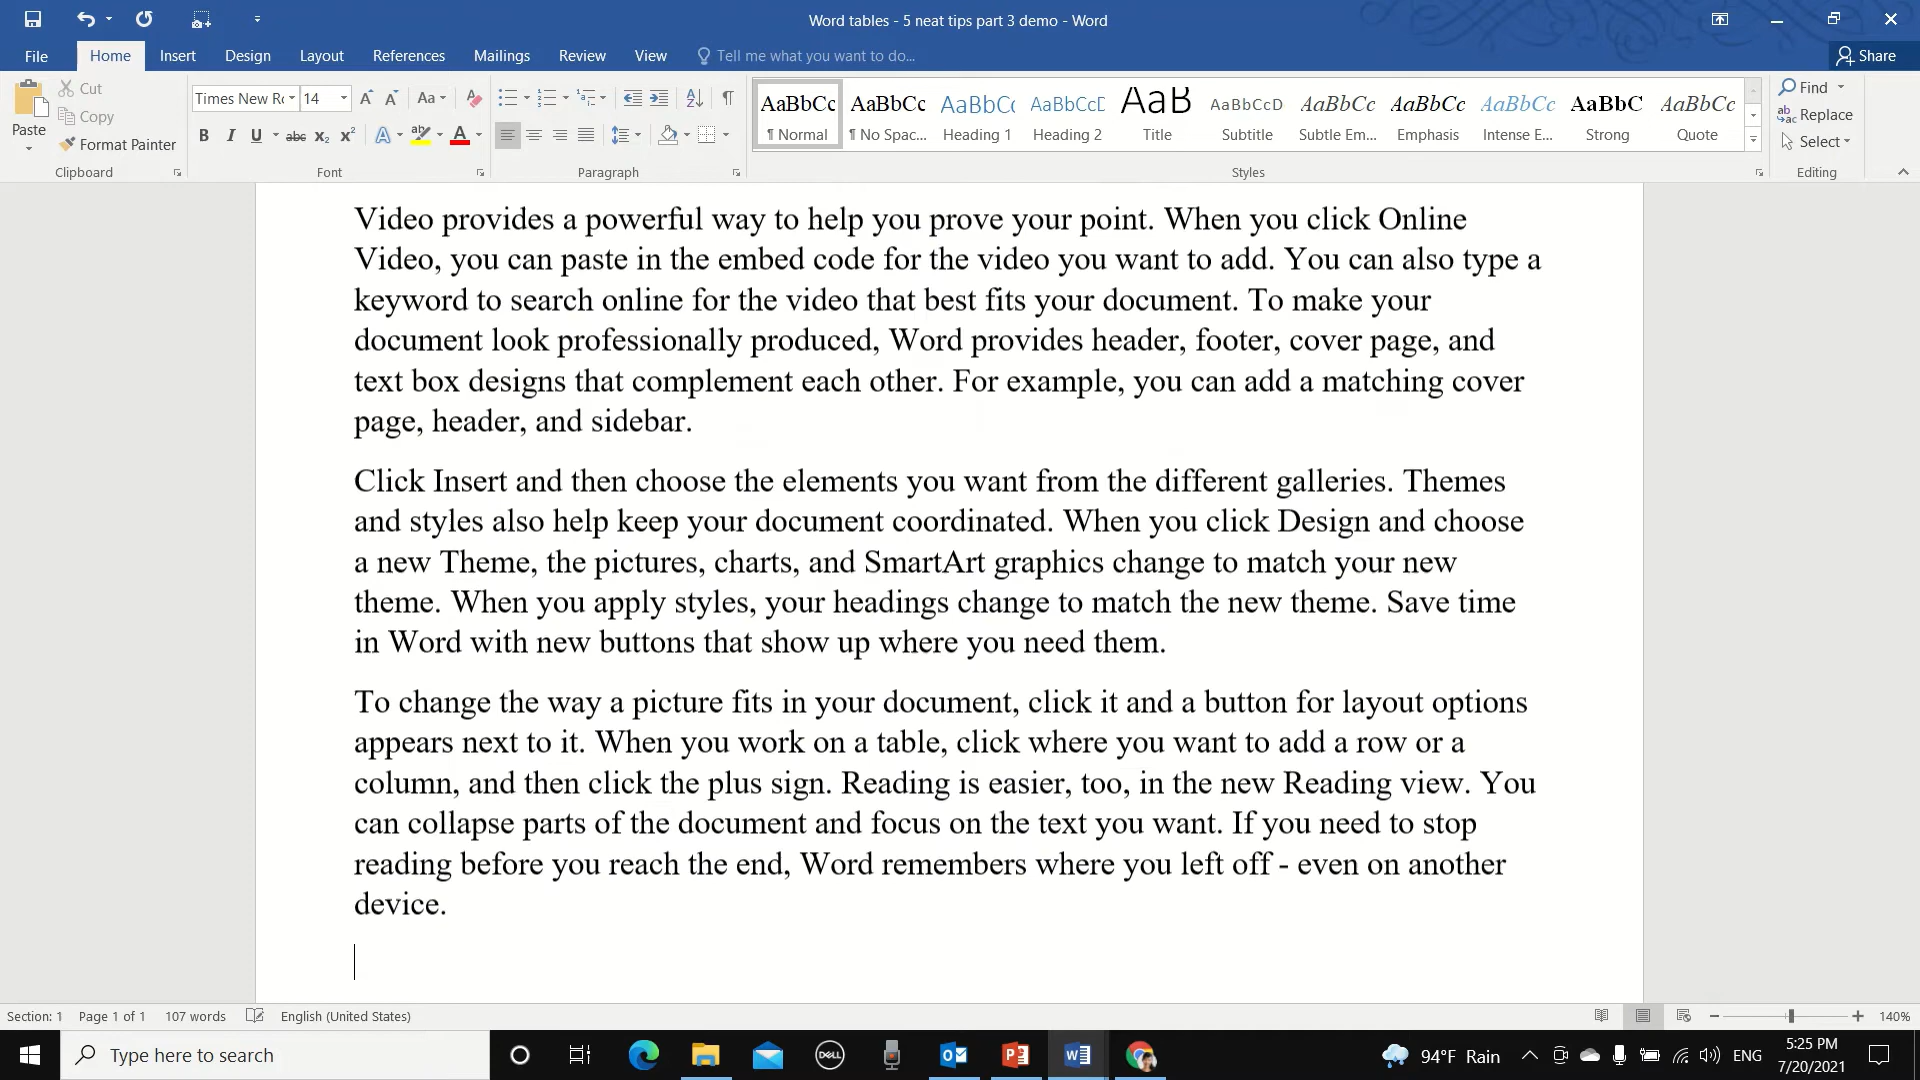 Word tables - 5 neat tips part 3 demo - Word
File Home Insert Design Layout References Mailings Review View Tell me what you want to do... Share
Paste Cut Copy Format Painter Clipboard
Times New Ro 14 Aa B I U abc x₂ x² A ab A Font
Paragraph
AaBbCc AaBbCc AaBbCc AaBbCcD AaB AaBbCcD AaBbCc AaBbCc AaBbCc AaBbC AaBbCc
¶ Normal ¶ No Spac... Heading 1 Heading 2 Title Subtitle Subtle Em... Emphasis Intense E... Strong Quote
Styles
Find
Replace
Select
Editing
Video provides a powerful way to help you prove your point. When you click Online
Video, you can paste in the embed code for the video you want to add. You can also type a
keyword to search online for the video that best fits your document. To make your
document look professionally produced, Word provides header, footer, cover page, and
text box designs that complement each other. For example, you can add a matching cover
page, header, and sidebar.
Click Insert and then choose the elements you want from the different galleries. Themes
and styles also help keep your document coordinated. When you click Design and choose
a new Theme, the pictures, charts, and SmartArt graphics change to match your new
theme. When you apply styles, your headings change to match the new theme. Save time
in Word with new buttons that show up where you need them.
To change the way a picture fits in your document, click it and a button for layout options
appears next to it. When you work on a table, click where you want to add a row or a
column, and then click the plus sign. Reading is easier, too, in the new Reading view. You
can collapse parts of the document and focus on the text you want. If you need to stop
reading before you reach the end, Word remembers where you left off - even on another
device.
Section: 1 Page 1 of 1 107 words English (United States) 140%
Type here to search DELL 94°F Rain ENG 5:25 PM
7/20/2021